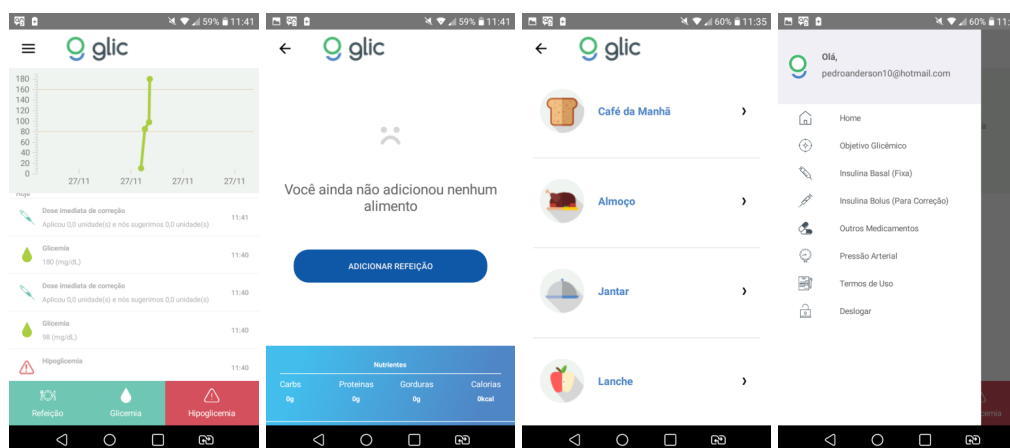 59% 11:41
glic
180
160
140
120
100
80
60
40
20
0
27/11 27/11 27/11 27/11
Hoje
Dose imediata de correção
Aplicou 0,0 unidade(s) e nós sugerimos 0,0 unidade(s)
11:41
Glicemia
180 (mg/dL)
11:40
Dose imediata de correção
Aplicou 0,0 unidade(s) e nós sugerimos 0,0 unidade(s)
11:40
Glicemia
98 (mg/dL)
11:40
Hipoglicemia
11:40
Refeição Glicemia Hipoglicemia
59% 11:41
glic
Você ainda não adicionou nenhum
alimento
ADICIONAR REFEIÇÃO
Nutrientes
Carbs Proteinas Gorduras Calorias
0g 0g 0g 0kcal
60% 11:35
glic
Café da Manhã
Almoço
Jantar
Lanche
60% 11:
Olá,
pedroanderson10@hotmail.com
Home
Objetivo Glicêmico
Insulina Basal (Fixa)
Insulina Bolus (Para Correção)
Outros Medicamentos
Pressão Arterial
Termos de Uso
Deslogar